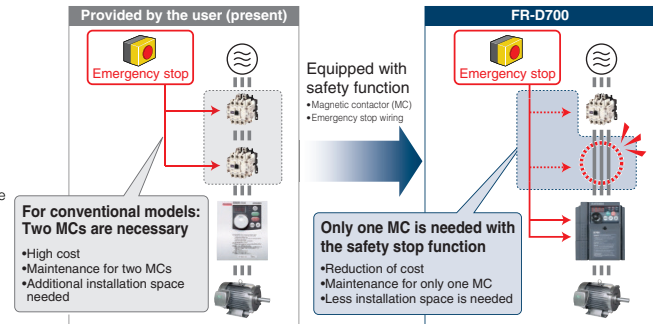 Provided by the user (present)
FR-D700
Emergency stop
Emergency stop
Equipped with
safety function
•Magnetic contactor (MC)
•Emergency stop wiring
For conventional models:
Two MCs are necessary
•High cost
•Maintenance for two MCs
•Additional installation space
needed
Only one MC is needed with
the safety stop function
•Reduction of cost
•Maintenance for only one MC
•Less installation space is needed